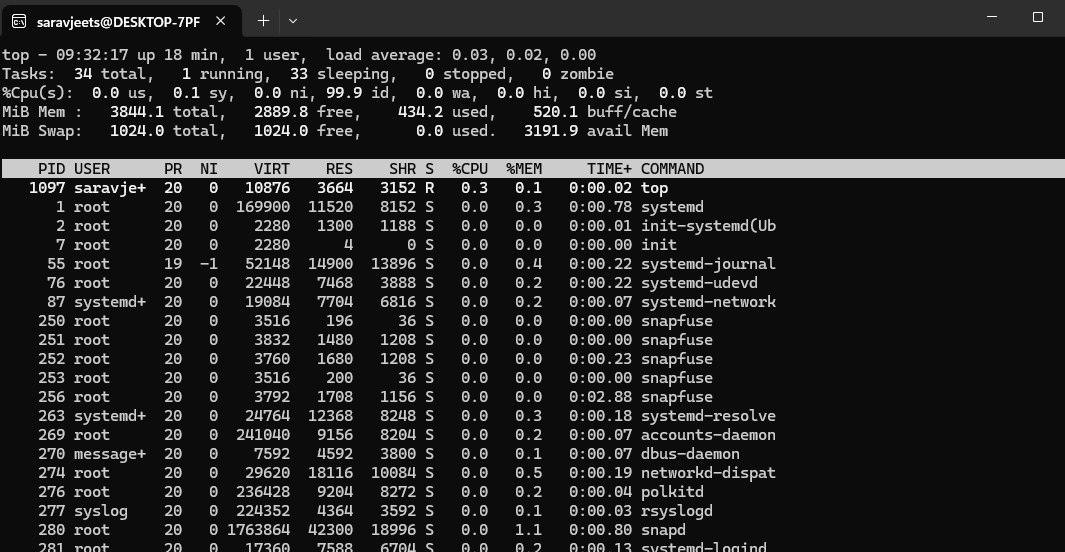 saravjeets@DESKTOP-7PF
top - 09:32:17 up 18 min,  1 user,  load average: 0.03, 0.02, 0.00
Tasks:  34 total,   1 running,  33 sleeping,   0 stopped,   0 zombie
%Cpu(s):  0.0 us,  0.1 sy,  0.0 ni, 99.9 id,  0.0 wa,  0.0 hi,  0.0 si,  0.0 st
MiB Mem :   3844.1 total,   2889.8 free,    434.2 used,    520.1 buff/cache
MiB Swap:   1024.0 total,   1024.0 free,      0.0 used.   3191.9 avail Mem
PID USER      PR  NI    VIRT    RES    SHR S  %CPU  %MEM     TIME+ COMMAND
1097 saravje+  20   0   10876   3664   3152 R   0.3   0.1   0:00.02 top
1 root      20   0  169900  11520   8152 S   0.0   0.3   0:00.78 systemd
2 root      20   0    2280   1300   1188 S   0.0   0.0   0:00.01 init-systemd(Ub
7 root      20   0    2280      4      0 S   0.0   0.0   0:00.00 init
55 root      19  -1   52148  14900  13896 S   0.0   0.4   0:00.22 systemd-journal
76 root      20   0   22448   7468   3888 S   0.0   0.2   0:00.22 systemd-udevd
87 systemd+  20   0   19084   7704   6816 S   0.0   0.2   0:00.07 systemd-network
250 root      20   0    3516    196     36 S   0.0   0.0   0:00.00 snapfuse
251 root      20   0    3832   1480   1208 S   0.0   0.0   0:00.00 snapfuse
252 root      20   0    3760   1680   1208 S   0.0   0.0   0:00.23 snapfuse
253 root      20   0    3516    200     36 S   0.0   0.0   0:00.00 snapfuse
256 root      20   0    3792   1708   1156 S   0.0   0.0   0:02.88 snapfuse
263 systemd+  20   0   24764  12368   8248 S   0.0   0.3   0:00.18 systemd-resolve
269 root      20   0  241040   9156   8204 S   0.0   0.2   0:00.07 accounts-daemon
270 message+  20   0    7592   4592   3800 S   0.0   0.1   0:00.07 dbus-daemon
274 root      20   0   29620  18116  10084 S   0.0   0.5   0:00.19 networkd-dispat
276 root      20   0  236428   9204   8272 S   0.0   0.2   0:00.04 polkitd
277 syslog    20   0  224352   4364   3592 S   0.0   0.1   0:00.03 rsyslogd
280 root      20   0 1763864  42300  18996 S   0.0   1.1   0:00.80 snapd
281 root      20   0   17360   7588   6704 S   0.0   0.2   0:00.13 systemd-logind